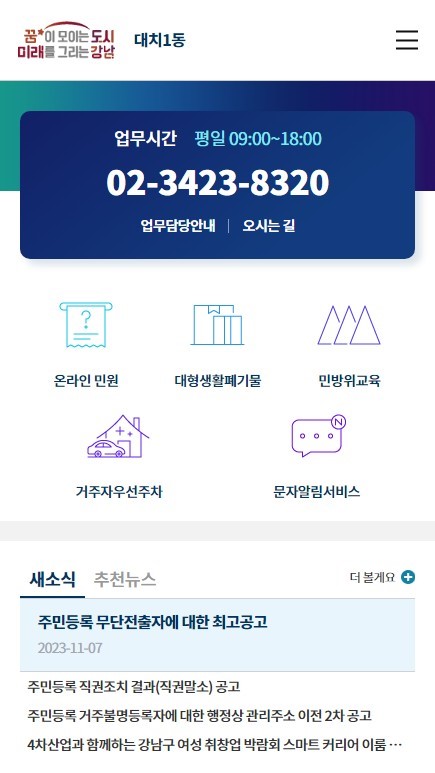 꿈*이 모이는 도시
미래를 그리는 강남
대치1동
업무시간 평일 09:00~18:00
02-3423-8320
업무담당안내 | 오시는 길
온라인 민원 대형생활폐기물 민방위교육
N
거주자우선주차 문자알림서비스
새소식 추천뉴스 더 볼게요
주민등록 무단전출자에 대한 최고공고
2023-11-07
주민등록 직권조치 결과(직권말소) 공고
주민등록 거주불명등록자에 대한 행정상 관리주소 이전 2차 공고
4차산업과 함께하는 강남구 여성 취창업 박람회 스마트 커리어 이룸 ···